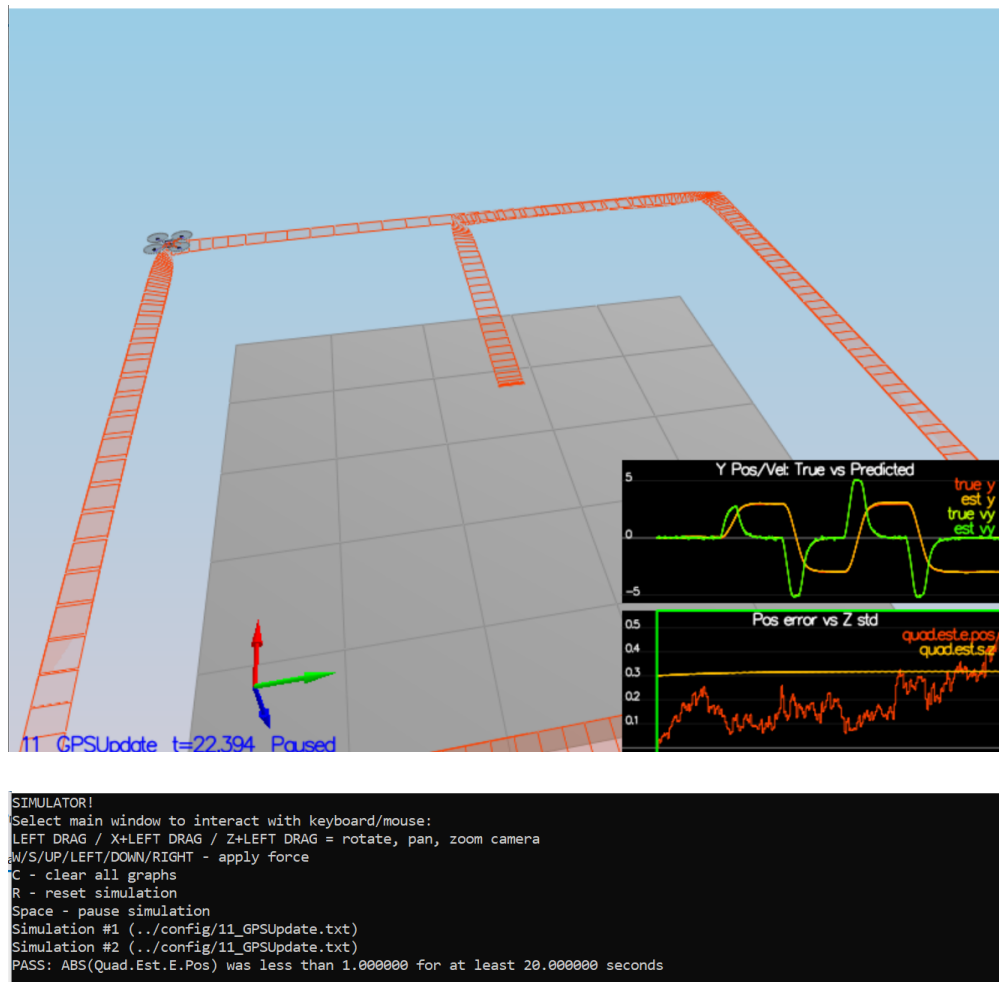 Y Pos/Vel: True vs Predicted
5
true y
est y
true vy
0
est vy
-5
Pos error vs Z std
0.5
quad.est.e.pos
0.4
quad.est.s.z
0.3
0.2
0.1
11 GPSUpdate t=22.394 Paused
SIMULATOR!
Select main window to interact with keyboard/mouse:
LEFT DRAG / X+LEFT DRAG / Z+LEFT DRAG = rotate, pan, zoom camera
W/S/UP/LEFT/DOWN/RIGHT - apply force
C - clear all graphs
R - reset simulation
Space - pause simulation
Simulation #1 (../config/11_GPSUpdate.txt)
Simulation #2 (../config/11_GPSUpdate.txt)
PASS: ABS(Quad.Est.E.Pos) was less than 1.000000 for at least 20.000000 seconds